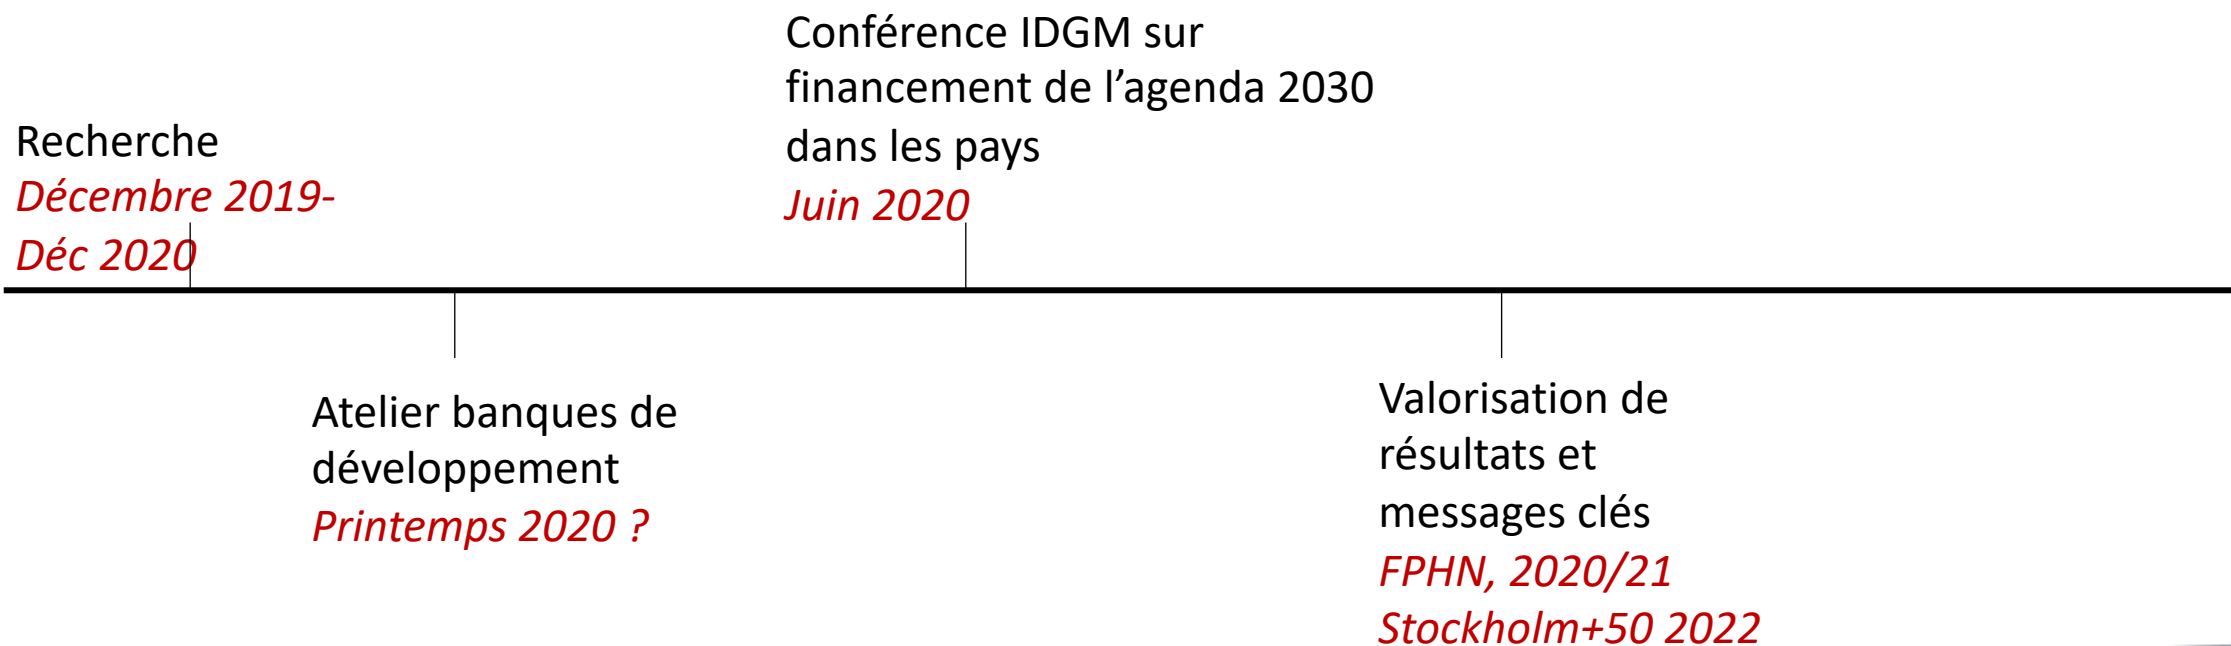 Recherche
Décembre 2019-
Déc 2020
Atelier banques de
développement
Printemps 2020 ?
Conférence IDGM sur
financement de l’agenda 2030
dans les pays
Juin 2020
Valorisation de
résultats et
messages clés
FPHN, 2020/21
Stockholm+50 2022